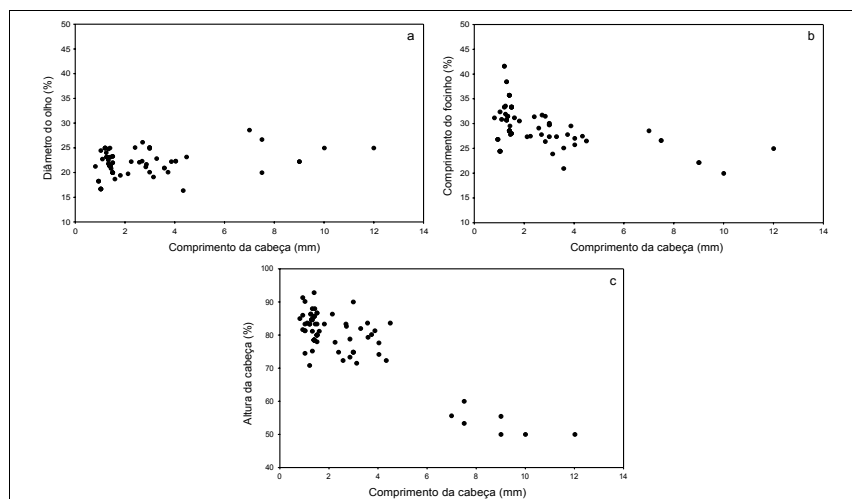 a
50
45
40
35
30
25
20
15
10
Diâmetro do olho (%)
0 2 4 6 8 10 12 14
Comprimento da cabeça (mm)
b
50
45
40
35
30
25
20
15
10
Comprimento do focinho (%)
0 2 4 6 8 10 12 14
Comprimento da cabeça (mm)
c
100
90
80
70
60
50
40
Altura da cabeça (%)
0 2 4 6 8 10 12 14
Comprimento da cabeça (mm)